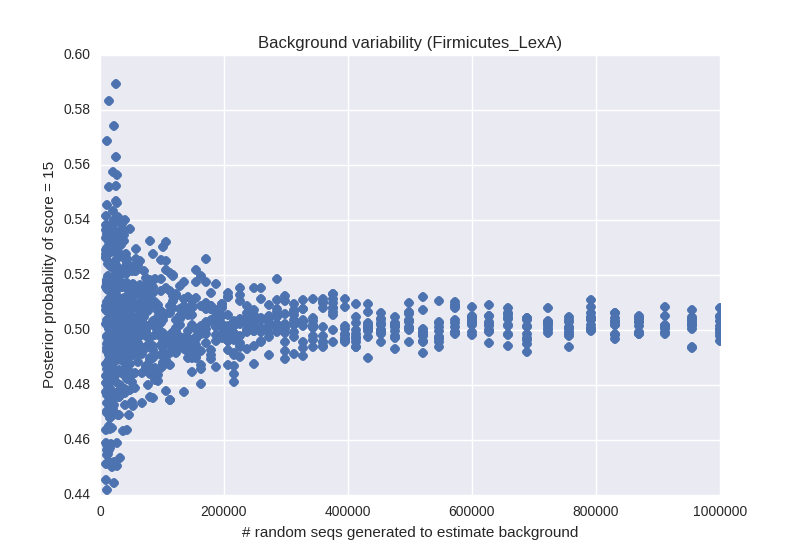 Background variability (Firmicutes_LexA)
Posterior probability of score = 15
0.60
0.58
0.56
0.54
0.52
0.50
0.48
0.46
0.44
0 200000 400000 600000 800000 1000000
# random seqs generated to estimate background